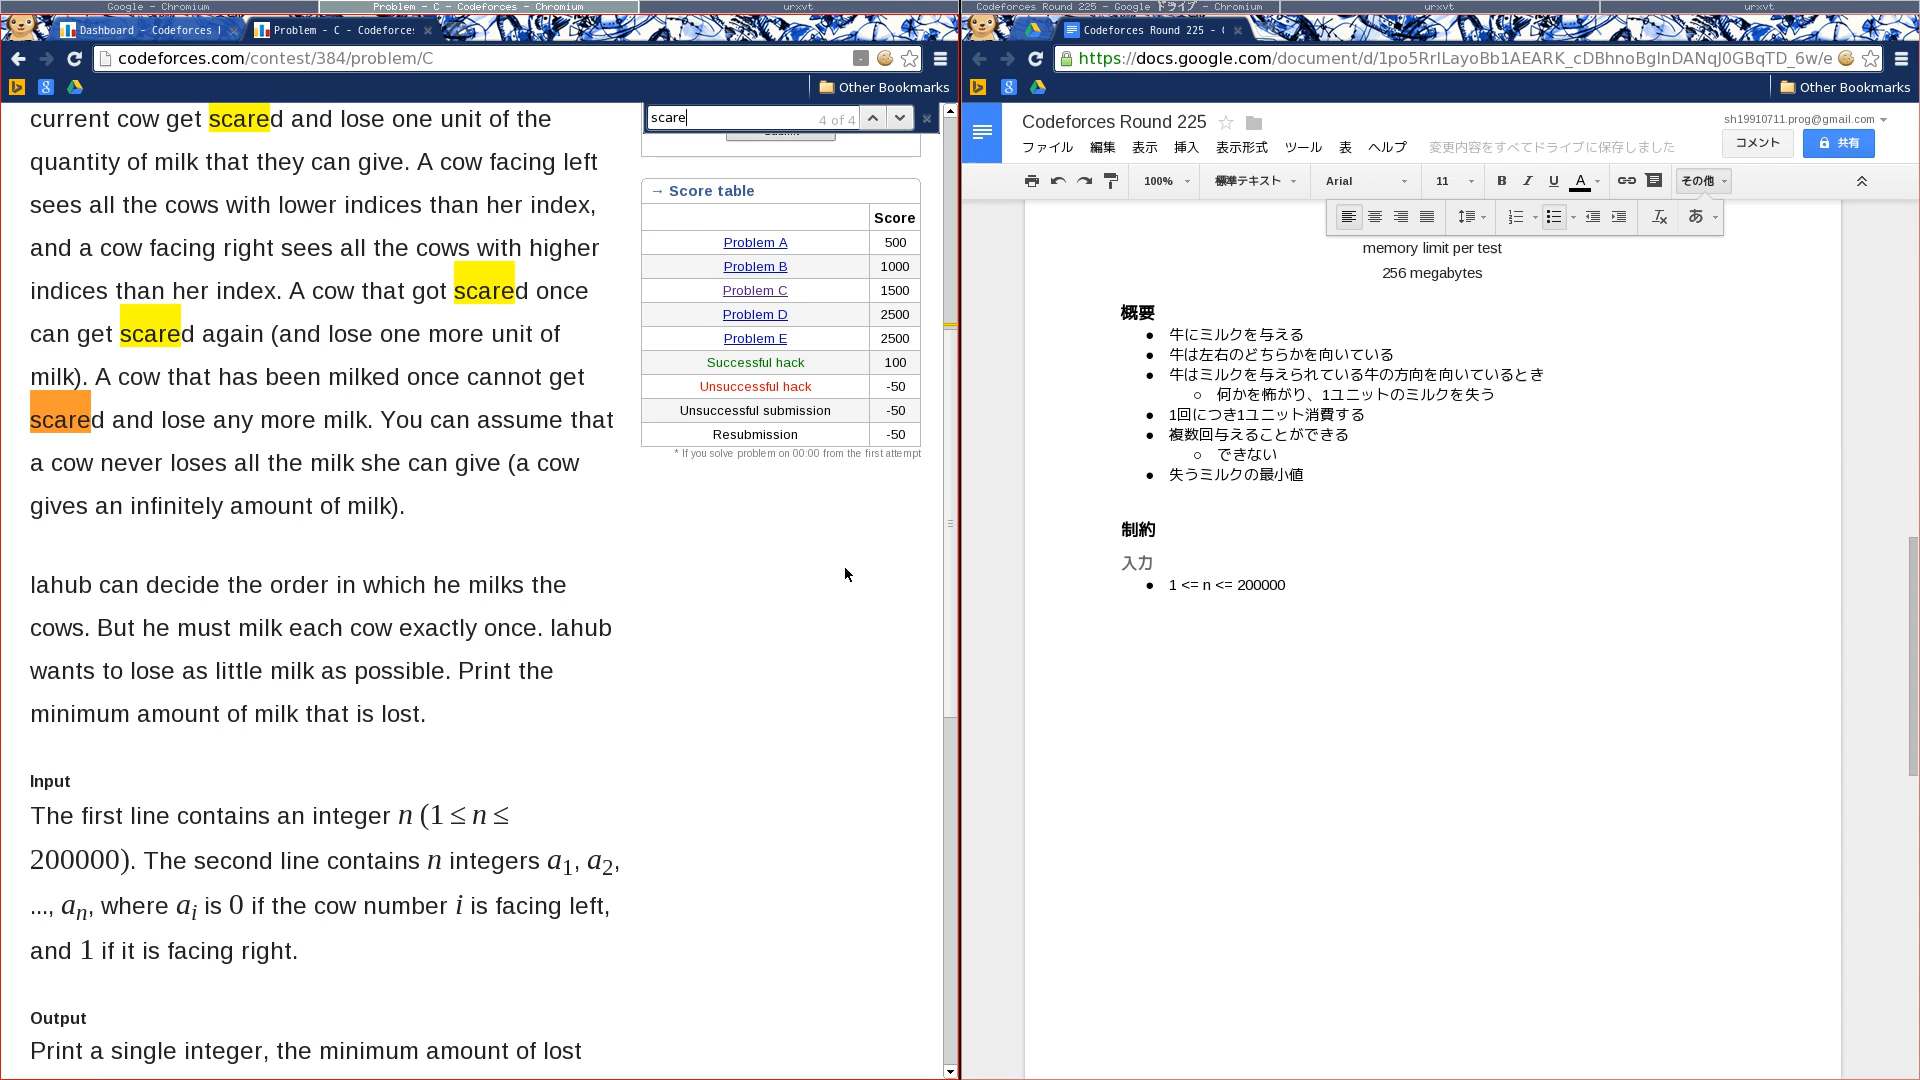 Google - Chromium
Problem - C - Codeforces - Chromium
urxvt
Codeforces Round 225 - Google ドライブ - Chromium
urxvt
urxvt
Dashboard - Codeforces
Problem - C - Codeforces
Codeforces Round 225 -
codeforces.com/contest/384/problem/C
Other Bookmarks
scare
4 of 4
current cow get scared and lose one unit of the
quantity of milk that they can give. A cow facing left
sees all the cows with lower indices than her index,
and a cow facing right sees all the cows with higher
indices than her index. A cow that got scared once
can get scared again (and lose one more unit of
milk). A cow that has been milked once cannot get
scared and lose any more milk. You can assume that
a cow never loses all the milk she can give (a cow
gives an infinitely amount of milk).
Iahub can decide the order in which he milks the
cows. But he must milk each cow exactly once. Iahub
wants to lose as little milk as possible. Print the
minimum amount of milk that is lost.
Input
The first line contains an integer n (1 ≤ n ≤
200000). The second line contains n integers a1, a2,
..., an, where ai is 0 if the cow number i is facing left,
and 1 if it is facing right.
Output
Print a single integer, the minimum amount of lost
→ Score table
Score
Problem A 500
Problem B 1000
Problem C 1500
Problem D 2500
Problem E 2500
Successful hack 100
Unsuccessful hack -50
Unsuccessful submission -50
Resubmission -50
* If you solve problem on 00:00 from the first attempt
https://docs.google.com/document/d/1po5RrILayoBb1AEARK_cDBhnoBgInDANqJ0GBqTD_6w/e
Other Bookmarks
Codeforces Round 225
sh19910711.prog@gmail.com
ファイル 編集 表示 挿入 表示形式 ツール 表 ヘルプ 変更内容をすべてドライブに保存しました
コメント
共有
100% 標準テキスト Arial 11 B I U A その他
あ
memory limit per test
256 megabytes
概要
● 牛にミルクを与える
● 牛は左右のどちらかを向いている
● 牛はミルクを与えられている牛の方向を向いているとき
○ 何かを怖がり、1ユニットのミルクを失う
● 1回につき1ユニット消費する
● 複数回与えることができる
○ できない
● 失うミルクの最小値
制約
入力
● 1 <= n <= 200000